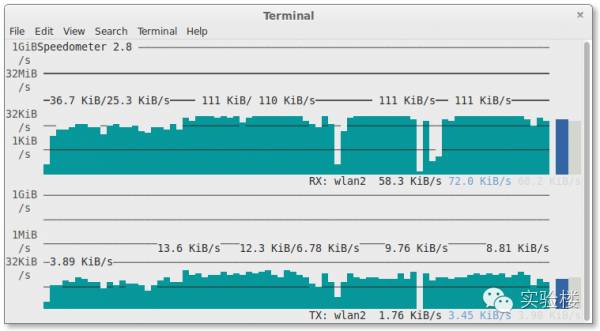 Terminal
File Edit View Search Terminal Help
1GiB Speedometer 2.8
/s
32MiB
/s
36.7 KiB/25.3 KiB/s 111 KiB/ 110 KiB/s 111 KiB/s 111 KiB/s
32KiB
/s
1KiB
/s
RX: wlan2 58.3 KiB/s 72.0 KiB/s 60.2 KiB/s
1GiB
/s
1MiB
/s
13.6 KiB/s 12.3 KiB/6.78 KiB/s 9.76 KiB/s 8.81 KiB/s
32KiB -3.89 KiB/s
/s
实验楼
TX: wlan2 1.76 KiB/s 3.45 KiB/s 3.98 KiB/s